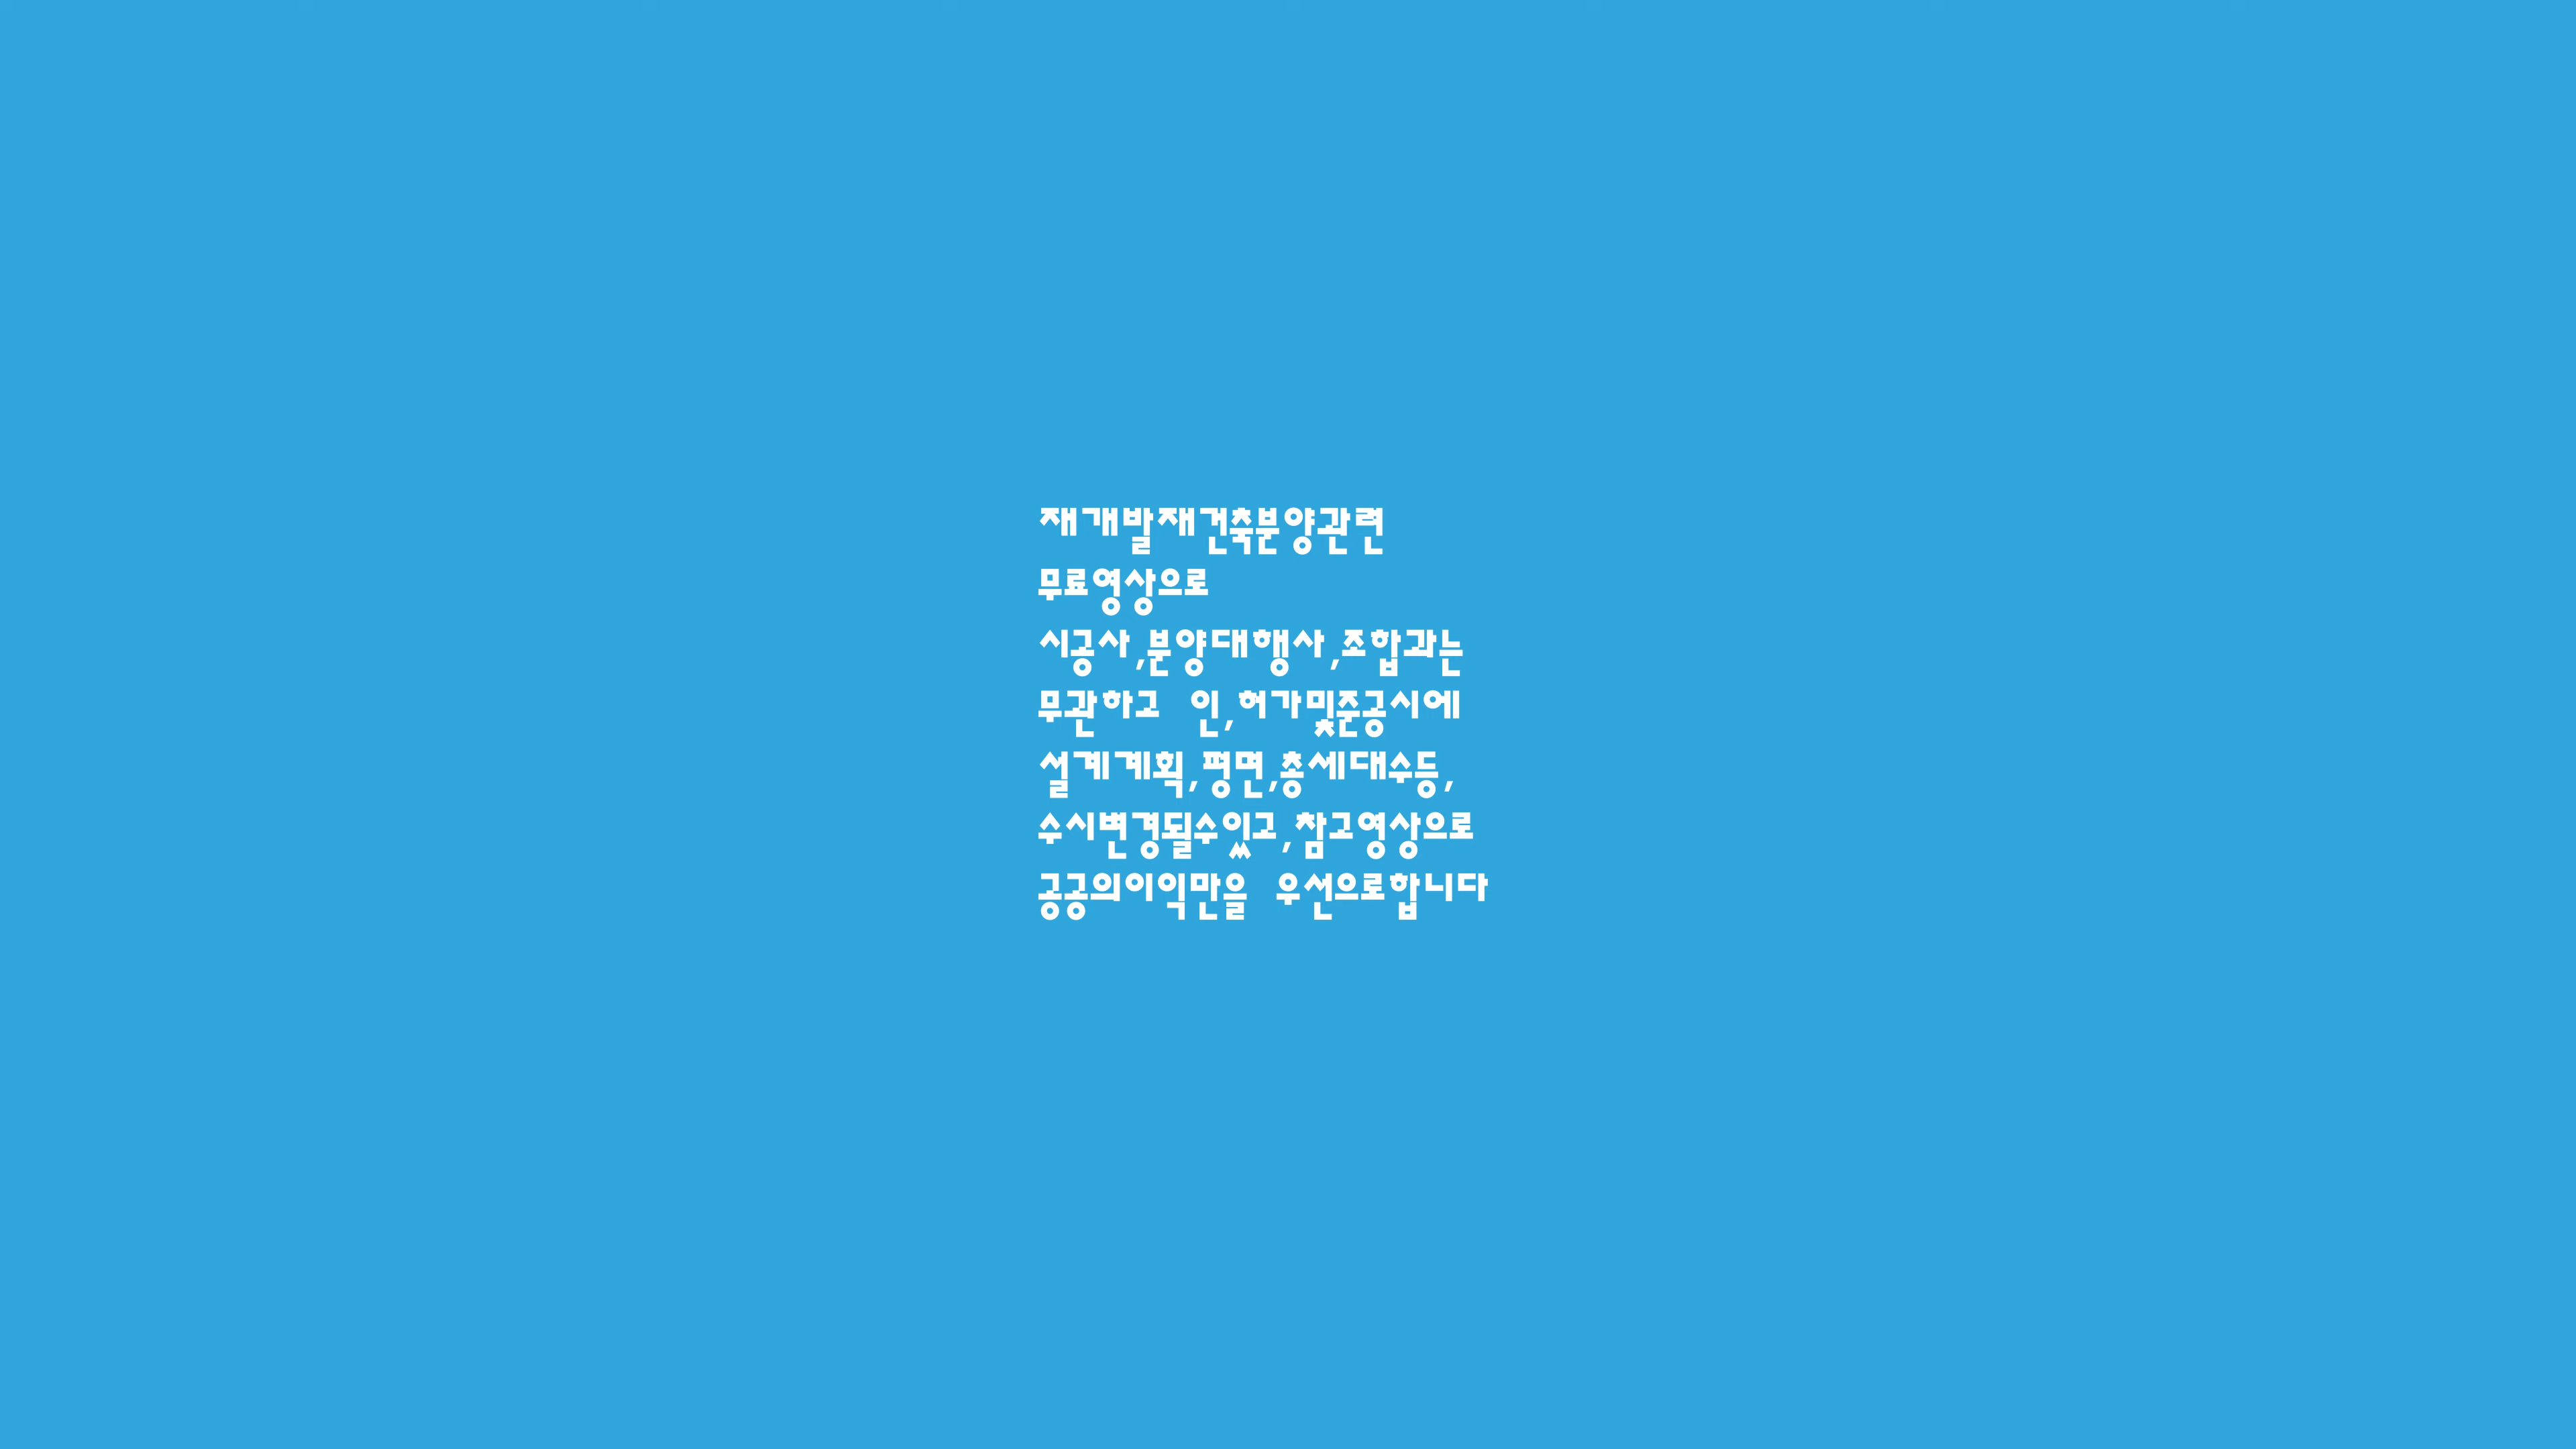 재개발재건축분양관련
무료영상으로
시공사,분양대행사,조합과는
무관하고 인,허가및준공시에
설계계획,평면,총세대수등,
수시변경될수있고,참고영상으로
공공의이익만을 우선으로합니다